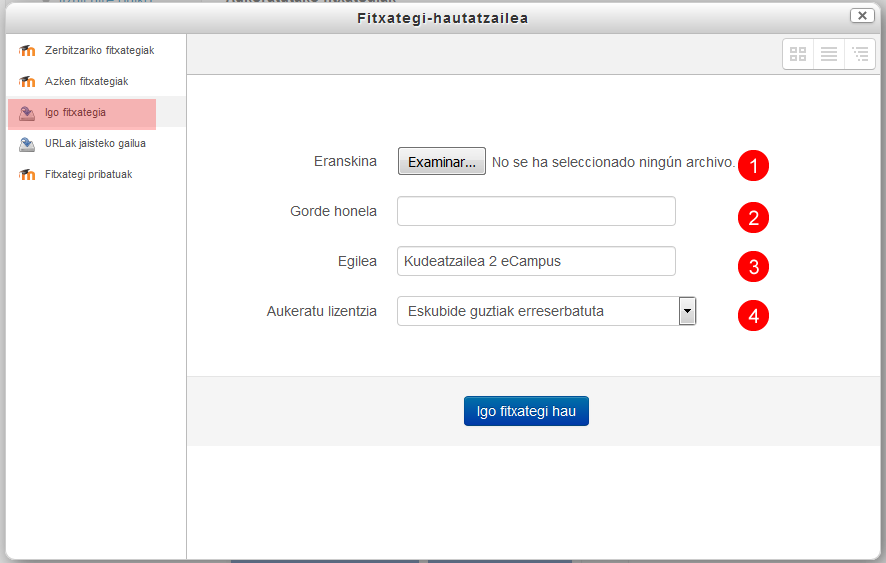 Fitxategi-hautatzailea
Zerbitzariko fitxategiak
Azken fitxategiak
Igo fitxategia
URLak jaisteko gailua
Fitxategi pribatuak
Eranskina Examinar... No se ha seleccionado ningún archivo. 1
Gorde honela 2
Egilea Kudeatzailea 2 eCampus 3
Aukeratu lizentzia Eskubide guztiak erreserbatuta 4
Igo fitxategi hau